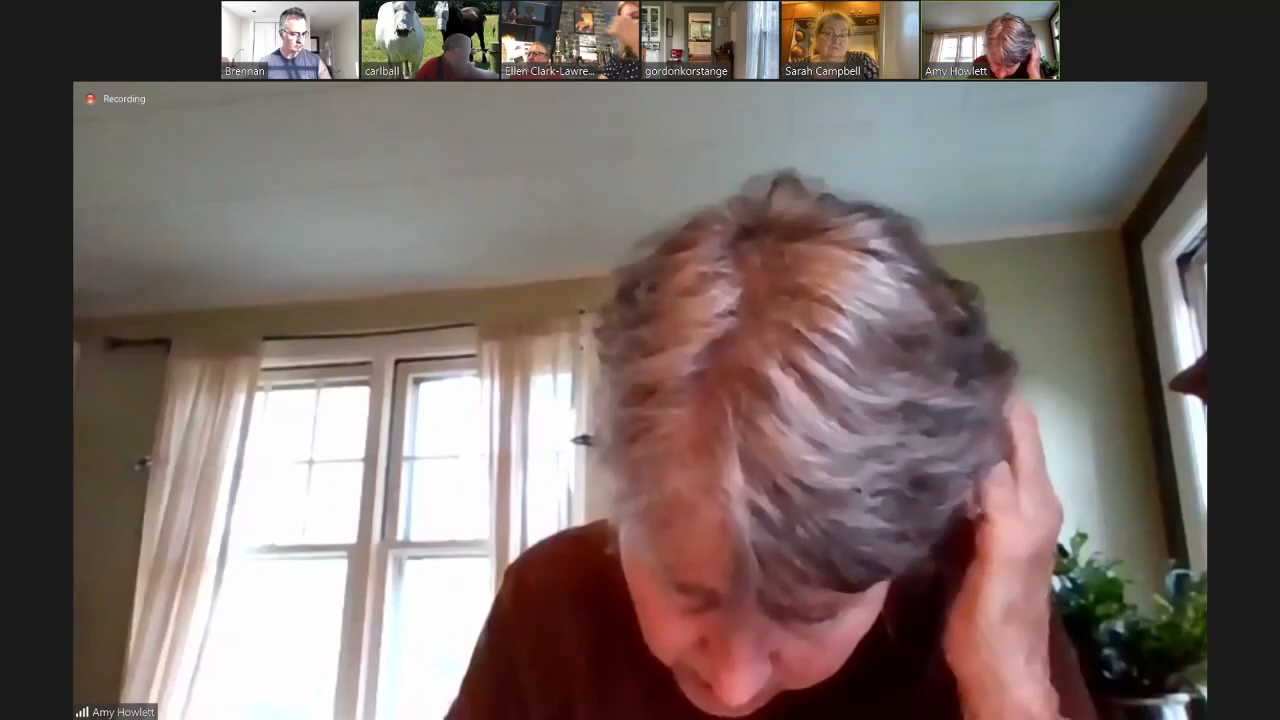 Brennan
carlball
Ellen Clark-Lawre...
gordonkorstange
Sarah Campbell
Amy Howlett
Recording
Amy Howlett